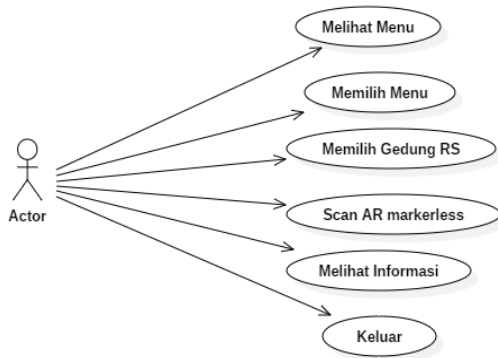 Melihat Menu
Memilih Menu
Memilih Gedung RS
Actor
Scan AR markerless
Melihat Informasi
Keluar